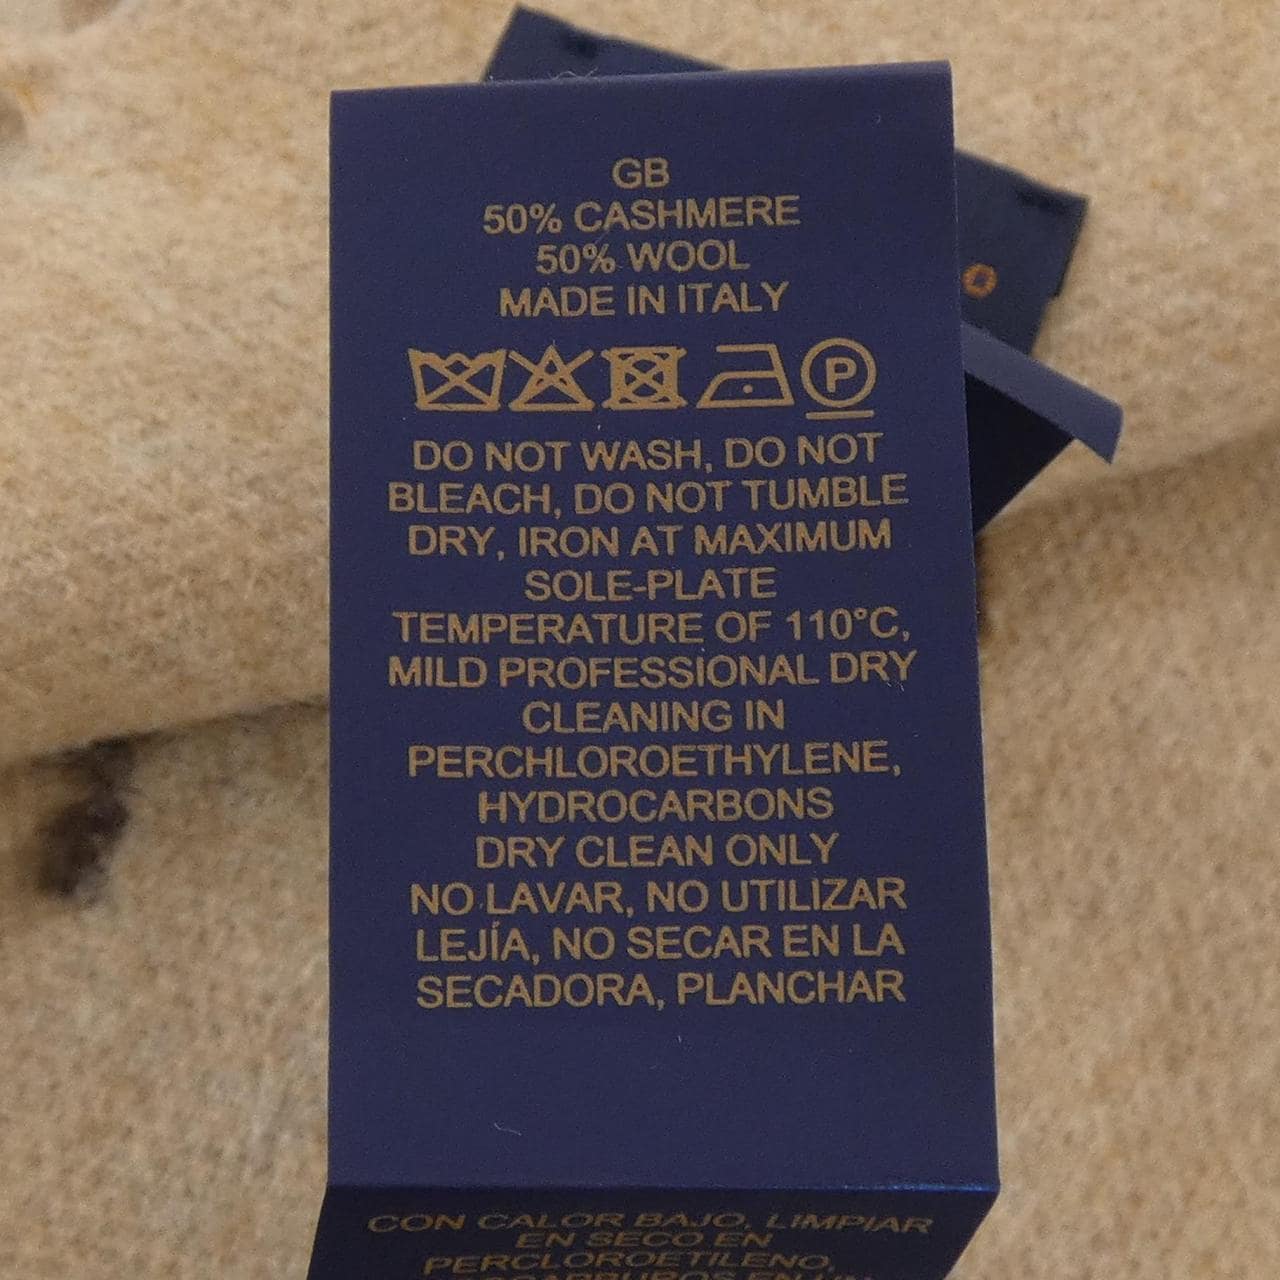 GB
50% CASHMERE
50% WOOL
MADE IN ITALY
P
DO NOT WASH, DO NOT
BLEACH, DO NOT TUMBLE
DRY, IRON AT MAXIMUM
SOLE-PLATE
TEMPERATURE OF 110°C,
MILD PROFESSIONAL DRY
CLEANING IN
PERCHLOROETHYLENE,
HYDROCARBONS
DRY CLEAN ONLY
NO LAVAR, NO UTILIZAR
LEJÍA, NO SECAR EN LA
SECADORA, PLANCHAR
CON CALOR BAJO, LIMPIAR
EN SECO EN
PERCLOROETILENO,